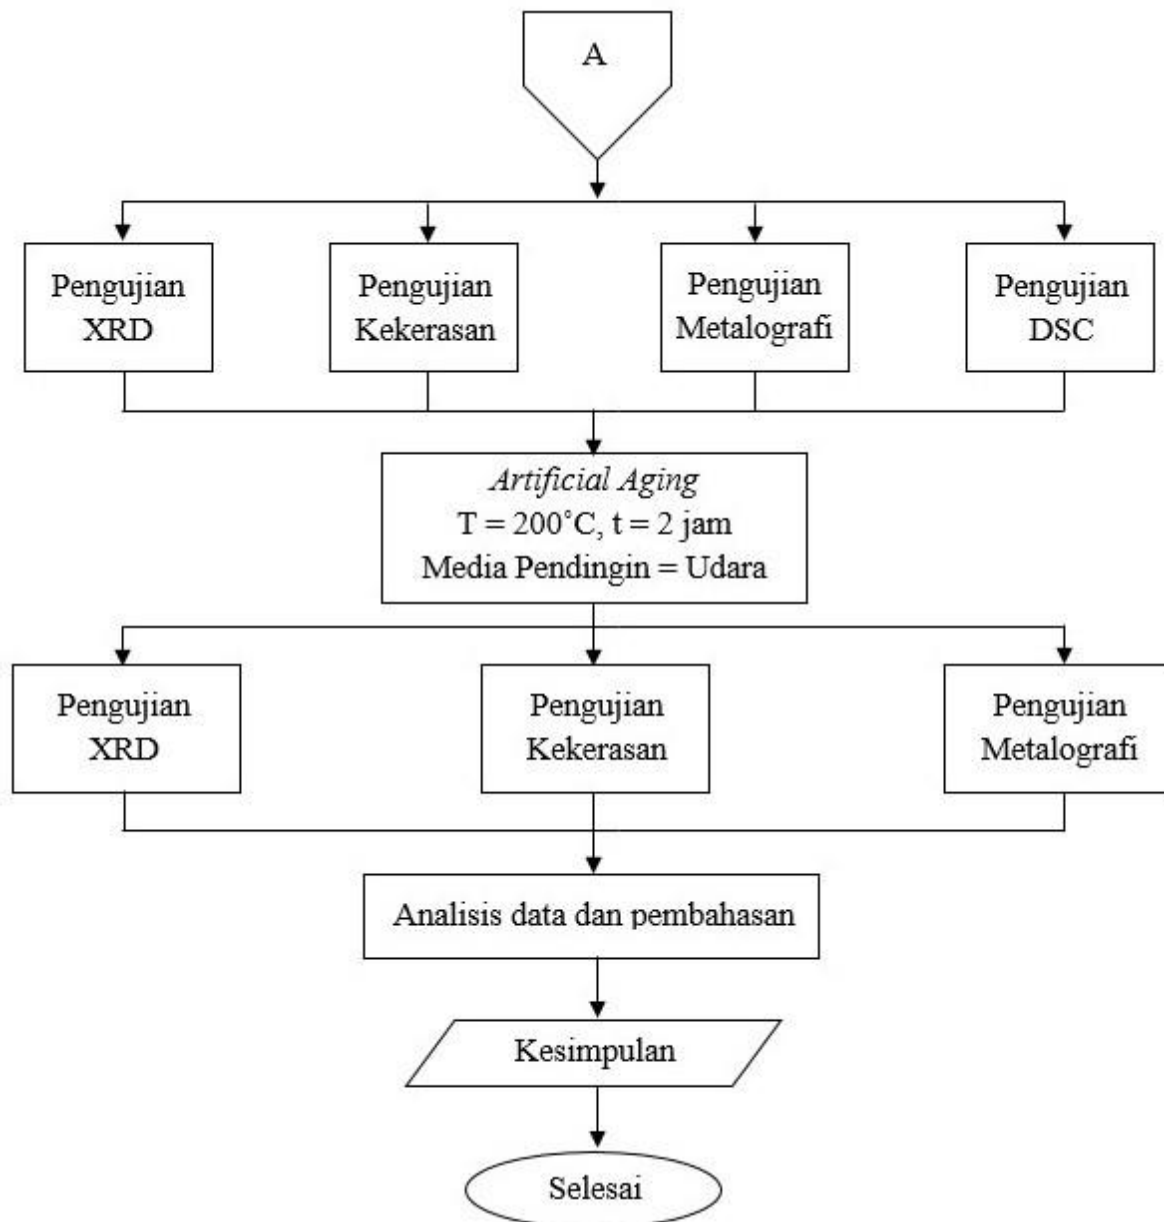 A
Pengujian
XRD
Pengujian
Kekerasan
Pengujian
Metalografi
Pengujian
DSC
Artificial Aging
T = 200˚C, t = 2 jam
Media Pendingin = Udara
Pengujian
XRD
Pengujian
Kekerasan
Pengujian
Metalografi
Analisis data dan pembahasan
Kesimpulan
Selesai